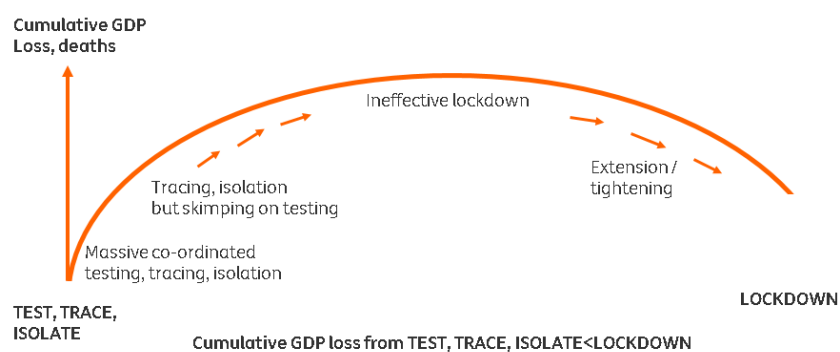 Cumulative GDP
Loss, deaths
Ineffective lockdown
Tracing, isolation
but skimping on testing
Extension /
tightening
Massive co-ordinated
testing, tracing, isolation
TEST, TRACE,
ISOLATE
LOCKDOWN
Cumulative GDP loss from TEST, TRACE, ISOLATE<LOCKDOWN